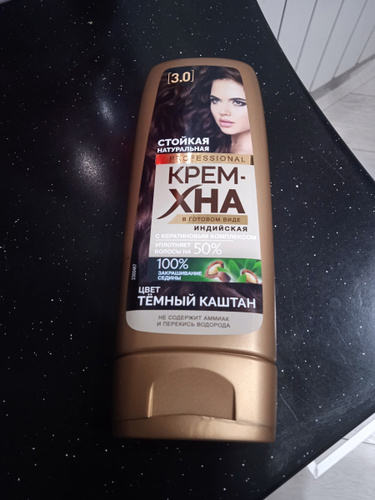 [3.0]
СТОЙКАЯ
НАТУРАЛЬНАЯ
PROFESSIONAL
КРЕМ-
ХНА
В ГОТОВОМ ВИДЕ
ИНДИЙСКАЯ
С КЕРАТИНОВЫМ КОМПЛЕКСОМ
УПЛОТНЯЕТ
ВОЛОСЫ НА 50%
100%
ЗАКРАШИВАНИЕ
СЕДИНЫ
ЦВЕТ
ТЁМНЫЙ КАШТАН
НЕ СОДЕРЖИТ АММИАК
И ПЕРЕКИСЬ ВОДОРОДА